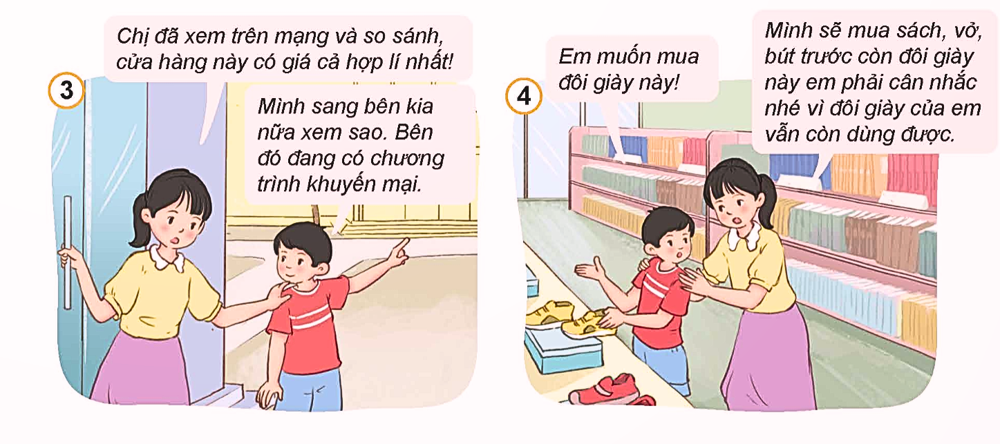 3
Chị đã xem trên mạng và so sánh,
cửa hàng này có giá cả hợp lí nhất!
Mình sang bên kia
nữa xem sao. Bên
đó đang có chương
trình khuyến mại.
4
Em muốn mua
đôi giày này!
Mình sẽ mua sách, vở,
bút trước còn đôi giày
này em phải cân nhắc
nhé vì đôi giày của em
vẫn còn dùng được.